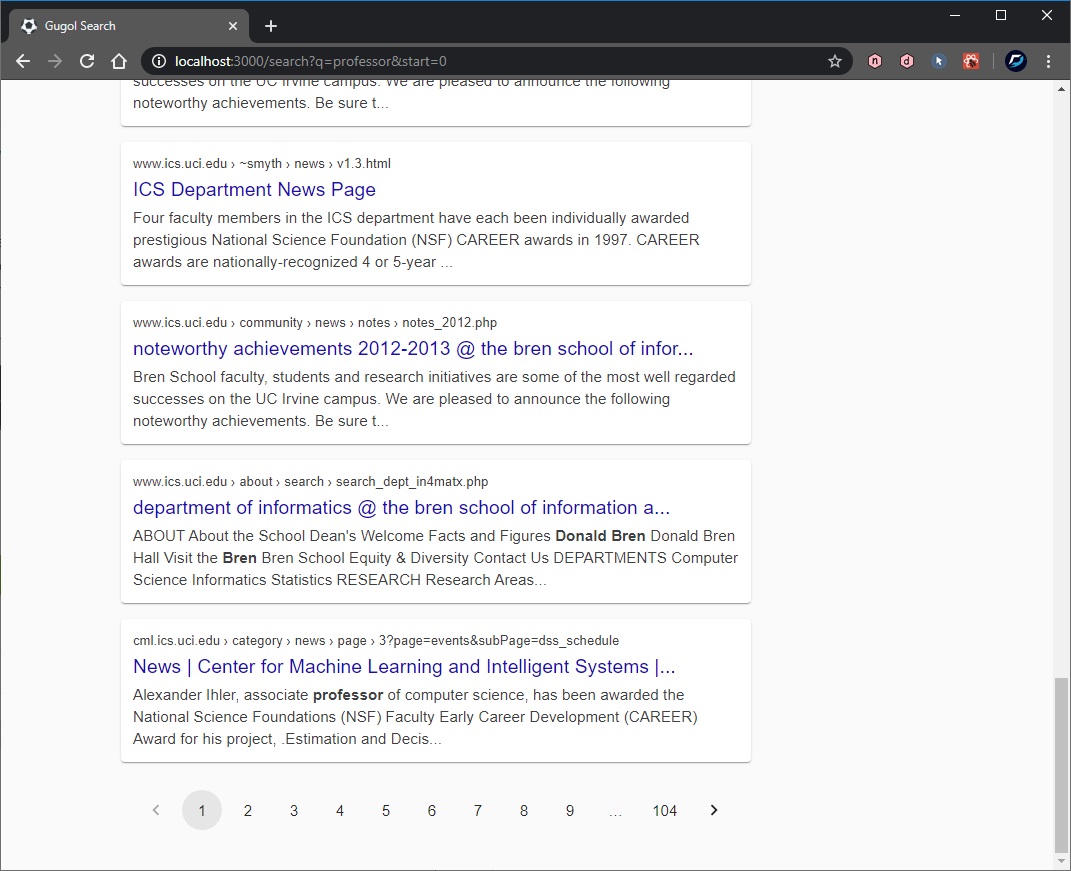 Gugol Search
localhost:3000/search?q=professor&start=0
successes on the UC Irvine campus. We are pleased to announce the following
noteworthy achievements. Be sure t...
www.ics.uci.edu › ~smyth › news › v1.3.html
ICS Department News Page
Four faculty members in the ICS department have each been individually awarded
prestigious National Science Foundation (NSF) CAREER awards in 1997. CAREER
awards are nationally-recognized 4 or 5-year ...
www.ics.uci.edu › community › news › notes › notes_2012.php
noteworthy achievements 2012-2013 @ the bren school of infor...
Bren School faculty, students and research initiatives are some of the most well regarded
successes on the UC Irvine campus. We are pleased to announce the following
noteworthy achievements. Be sure t...
www.ics.uci.edu › about › search › search_dept_in4matx.php
department of informatics @ the bren school of information a...
ABOUT About the School Dean's Welcome Facts and Figures Donald Bren Donald Bren
Hall Visit the Bren Bren School Equity & Diversity Contact Us DEPARTMENTS Computer
Science Informatics Statistics RESEARCH Research Areas...
cml.ics.uci.edu › category › news › page › 3?page=events&subPage=dss_schedule
News | Center for Machine Learning and Intelligent Systems |...
Alexander Ihler, associate professor of computer science, has been awarded the
National Science Foundations (NSF) Faculty Early Career Development (CAREER)
Award for his project, .Estimation and Decis...
1 2 3 4 5 6 7 8 9 ... 104